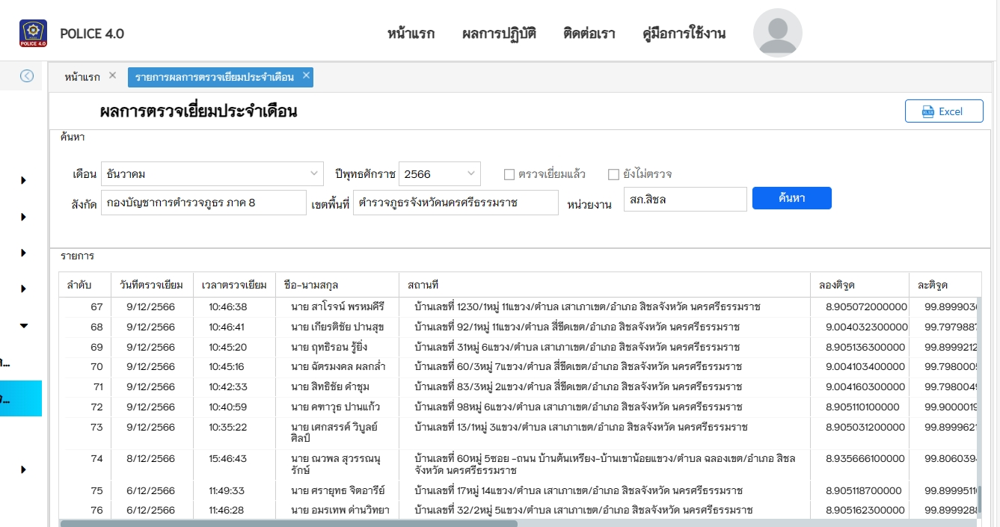 POLICE 4.0 หน้าแรก ผลการปฏิบัติ ติดต่อเรา คู่มือการใช้งาน
POLICE 4.0
หน้าแรก × รายการผลการตรวจเยี่ยมประจำเดือน ×
ผลการตรวจเยี่ยมประจำเดือน Excel
ค้นหา
เดือน ธันวาคม ปีพุทธศักราช 2566 ตรวจเยี่ยมแล้ว ยังไม่ตรวจ
สังกัด กองบัญชาการตำรวจภูธร ภาค 8 เขตพื้นที่ ตำรวจภูธรจังหวัดนครศรีธรรมราช หน่วยงาน สภ.สิชล ค้นหา
รายการ
ลำดับ วันที่ตรวจเยี่ยม เวลาตรวจเยี่ยม ชื่อ-นามสกุล สถานที่ ลองติจูด ละติจูด
67 9/12/2566 10:46:38 นาย สาโรจน์ พรหมคีรี บ้านเลขที่ 1230/1หมู่ 11แขวง/ตำบล เสาเภาเขต/อำเภอ สิชลจังหวัด นครศรีธรรมราช 8.905072000000 99.8999030
68 9/12/2566 10:46:41 นาย เกียรติชัย ปานสุข บ้านเลขที่ 92/1หมู่ 11แขวง/ตำบล สี่ขีดเขต/อำเภอ สิชลจังหวัด นครศรีธรรมราช 9.004032300000 99.7979887
69 9/12/2566 10:45:20 นาย ฤทธิรอน รู้ยิ่ง บ้านเลขที่ 31หมู่ 6แขวง/ตำบล เสาเภาเขต/อำเภอ สิชลจังหวัด นครศรีธรรมราช 8.905136300000 99.8999212
70 9/12/2566 10:45:16 นาย ฉัตรมงคล ผลกล่ำ บ้านเลขที่ 60/3หมู่ 7แขวง/ตำบล สี่ขีดเขต/อำเภอ สิชลจังหวัด นครศรีธรรมราช 9.004103400000 99.798000
71 9/12/2566 10:42:33 นาย สิทธิชัย ดำชุม บ้านเลขที่ 83/3หมู่ 2แขวง/ตำบล สี่ขีดเขต/อำเภอ สิชลจังหวัด นครศรีธรรมราช 9.004160300000 99.798004
72 9/12/2566 10:40:59 นาย คฑาวุธ ปานแก้ว บ้านเลขที่ 98หมู่ 6แขวง/ตำบล เสาเภาเขต/อำเภอ สิชลจังหวัด นครศรีธรรมราช 8.905110100000 99.9000019
73 9/12/2566 10:35:22 นาย เศกสรรค์ วิบูลย์ บ้านเลขที่ 13/1หมู่ 3แขวง/ตำบล เสาเภาเขต/อำเภอ สิชลจังหวัด นครศรีธรรมราช 8.905031200000 99.8999621
ศิลป์
74 8/12/2566 15:46:43 นาย ณวพล สุวรรณนุ บ้านเลขที่ 60หมู่ 5ซอย -ถนน บ้านต้นเหรียง-บ้านเขาน้อยแขวง/ตำบล ฉลองเขต/อำเภอ สิชล 8.935666100000 99.8060394
รักษ์ จังหวัด นครศรีธรรมราช
75 6/12/2566 11:49:33 นาย ศรายุทธ จิตอารีย์ บ้านเลขที่ 17หมู่ 14แขวง/ตำบล เสาเภาเขต/อำเภอ สิชลจังหวัด นครศรีธรรมราช 8.905118700000 99.8999511
76 6/12/2566 11:46:28 นาย อมรเทพ ด่านวิทยา บ้านเลขที่ 32/2หมู่ 5แขวง/ตำบล เสาเภาเขต/อำเภอ สิชลจังหวัด นครศรีธรรมราช 8.905162300000 99.899928